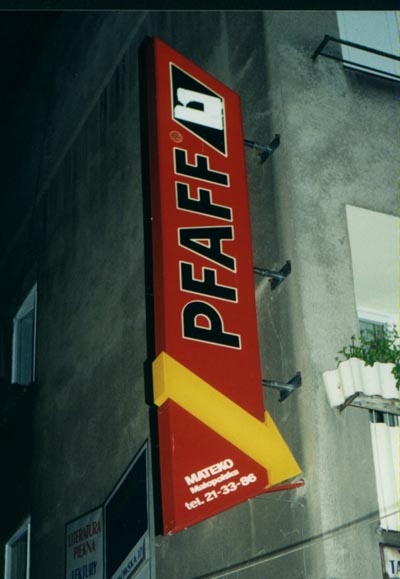 PFAFF
®
MATEKO
Małopolska
tel. 21-33-86
LITERATURA
PIĘKNA
LEKTURY